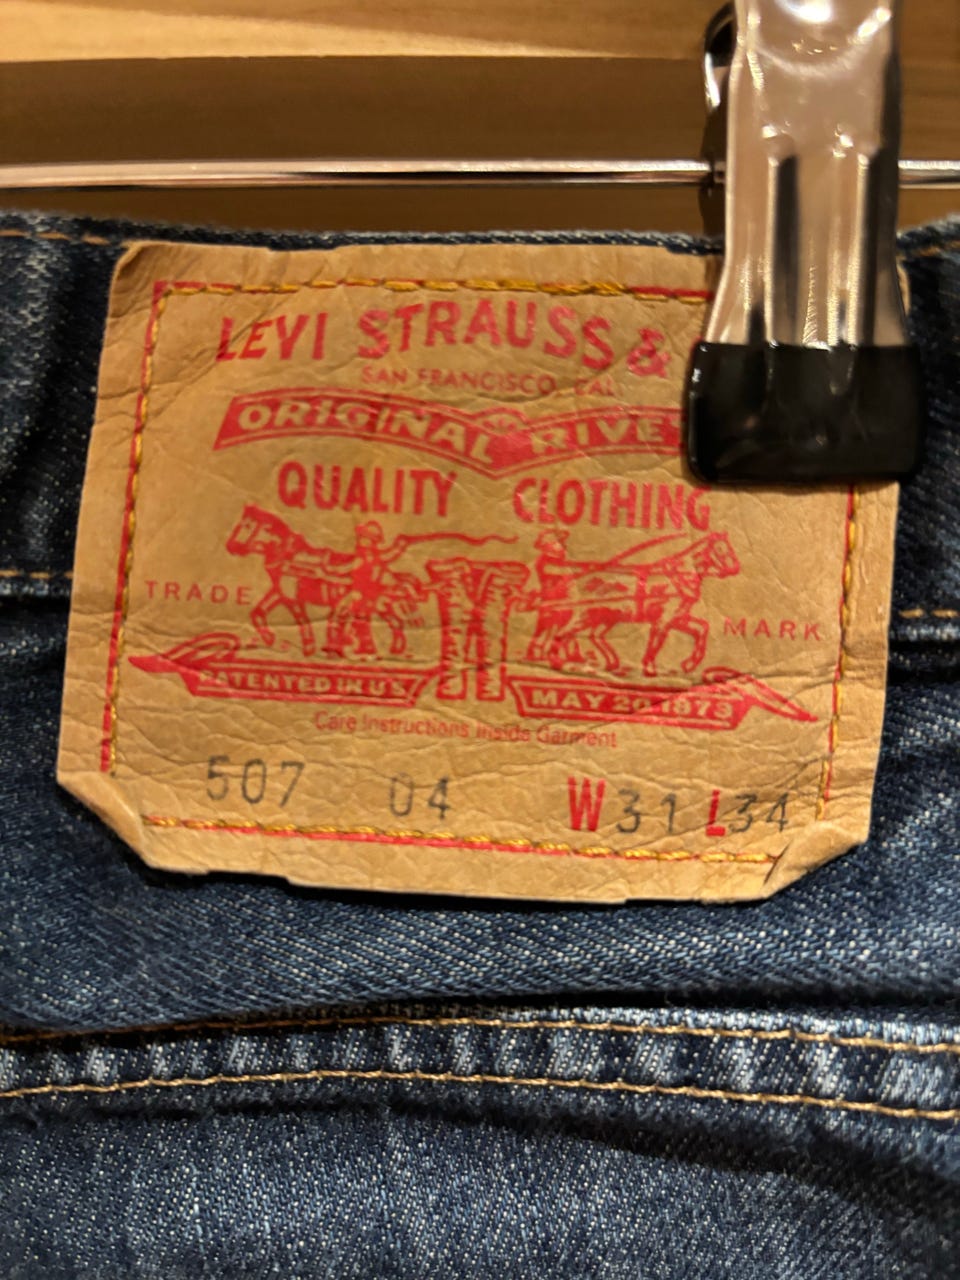 LEVI STRAUSS &
SAN FRANCISCO, CAL
ORIGINAL RIVE
QUALITY CLOTHING
TRADE MARK
PATENTED IN U.S. MAY 20 1873
Care Instructions Inside Garment
507 04 W31 L34